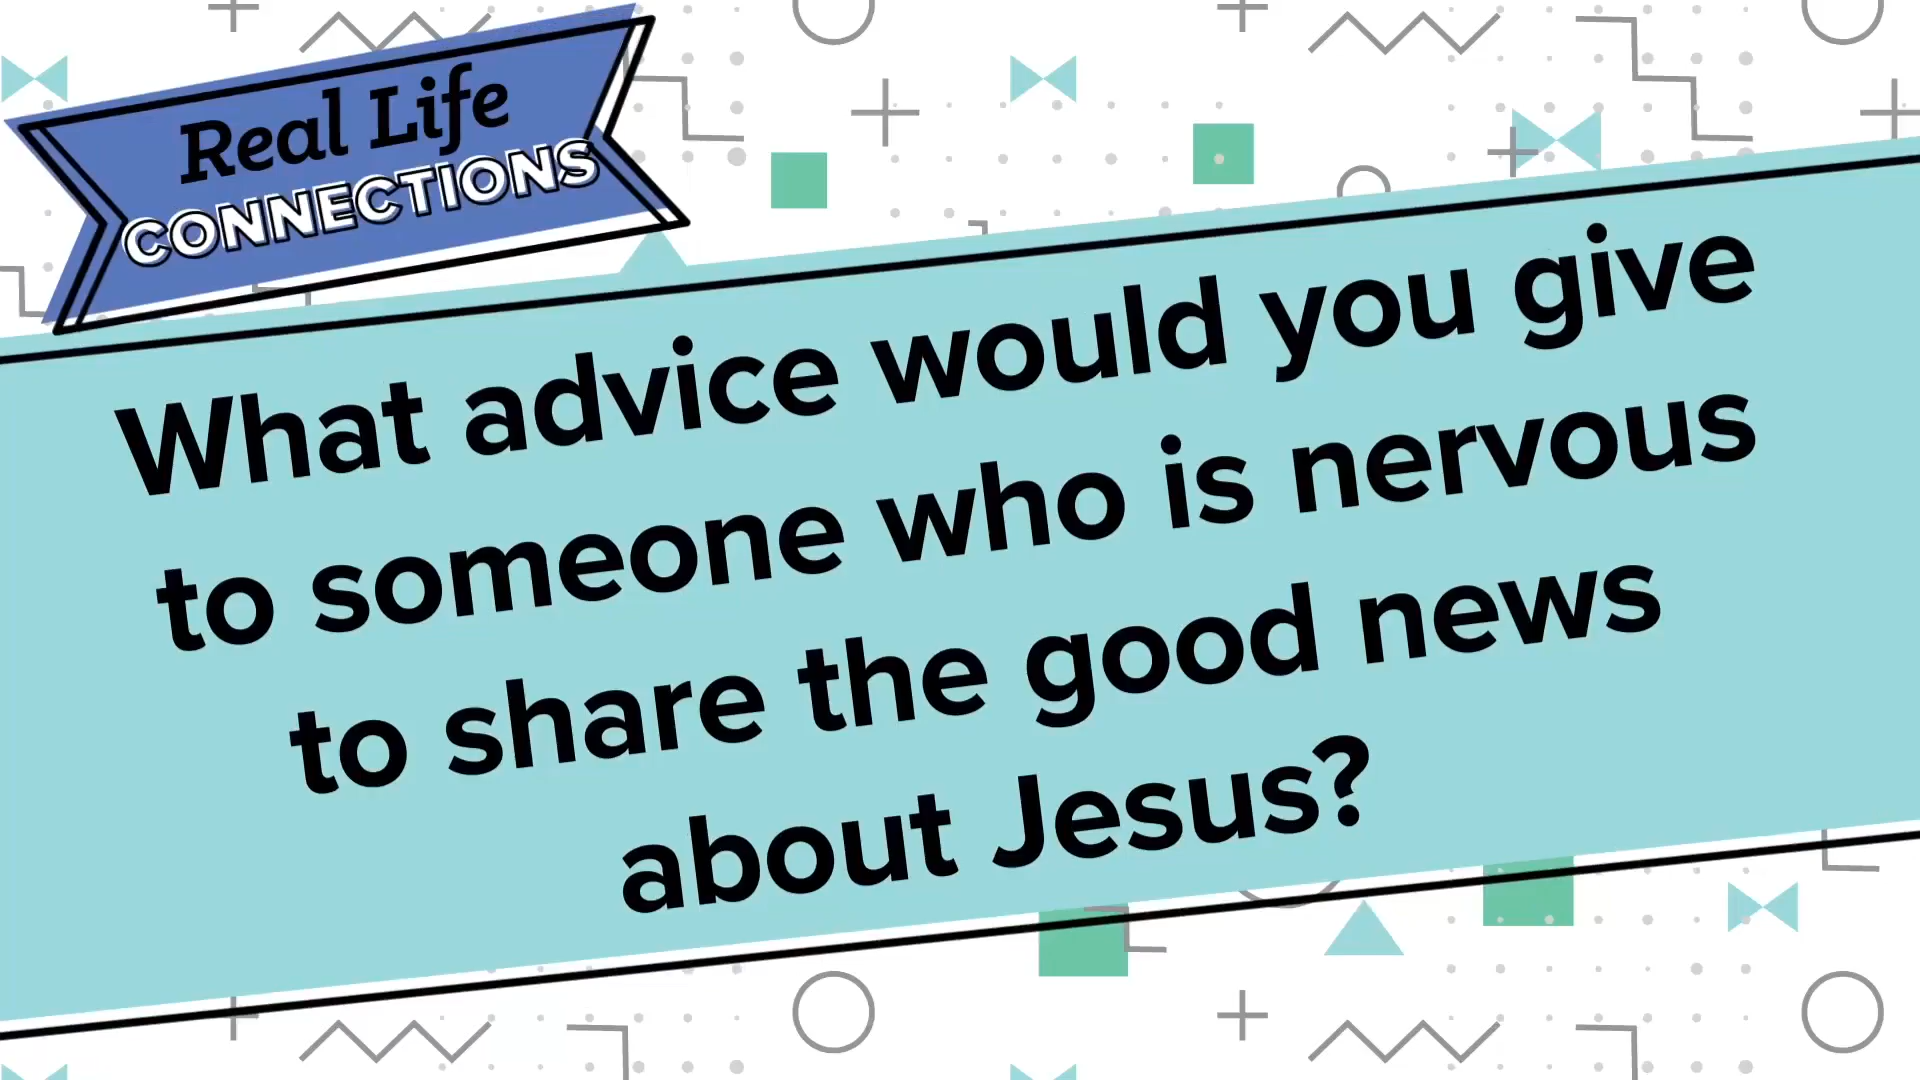 Real Life
CONNECTIONS
What advice would you give
to someone who is nervous
to share the good news
about Jesus?